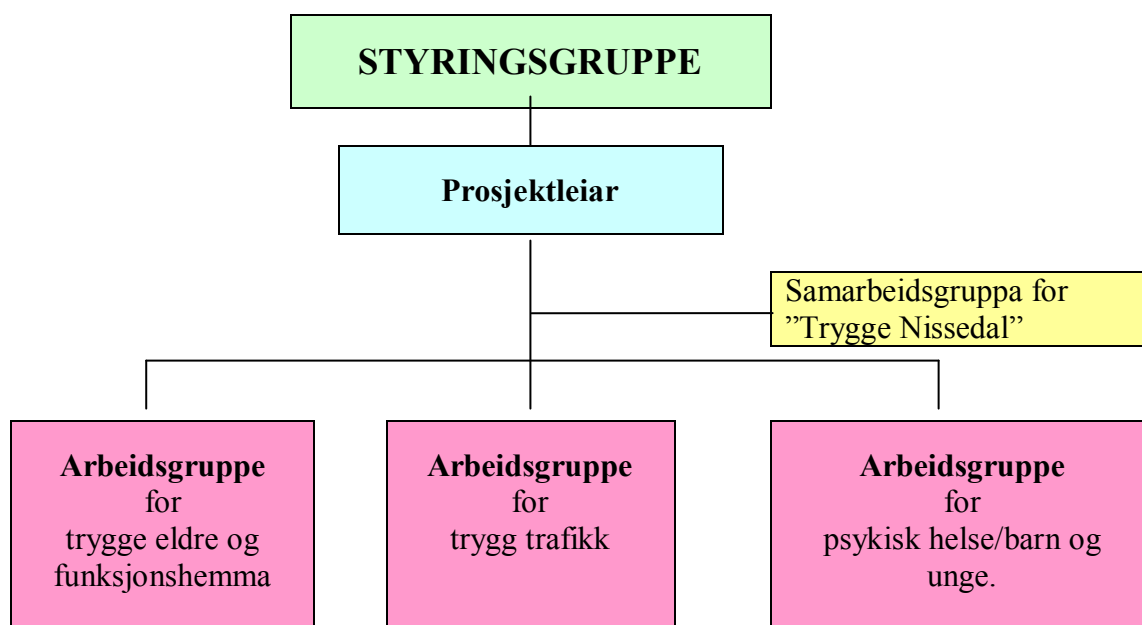 STYRINGSGRUPPE
Prosjektleiar
Samarbeidsgruppa for
”Trygge Nissedal”
Arbeidsgruppe
for
trygge eldre og
funksjonshemma
Arbeidsgruppe
for
trygg trafikk
Arbeidsgruppe
for
psykisk helse/barn og
unge.